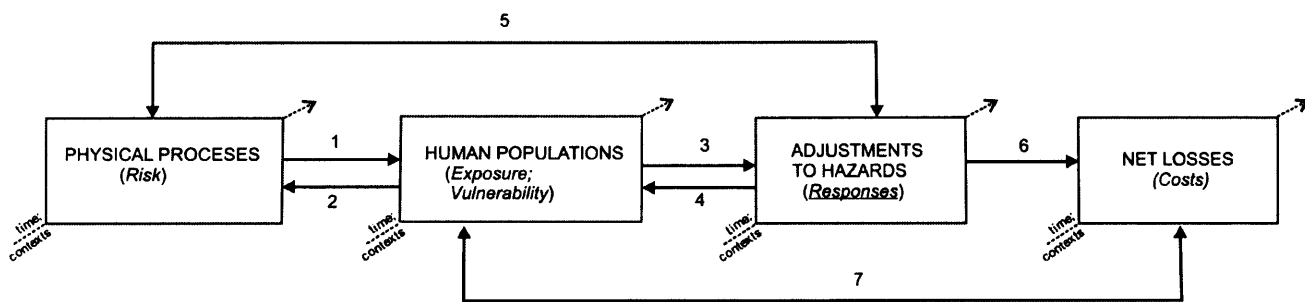 5
PHYSICAL PROCESES
(Risk)
1
2
HUMAN POPULATIONS
(Exposure;
Vulnerability)
3
4
ADJUSTMENTS
TO HAZARDS
(Responses)
6
NET LOSSES
(Costs)
time;
contexts
time;
contexts
time;
contexts
time;
contexts
7